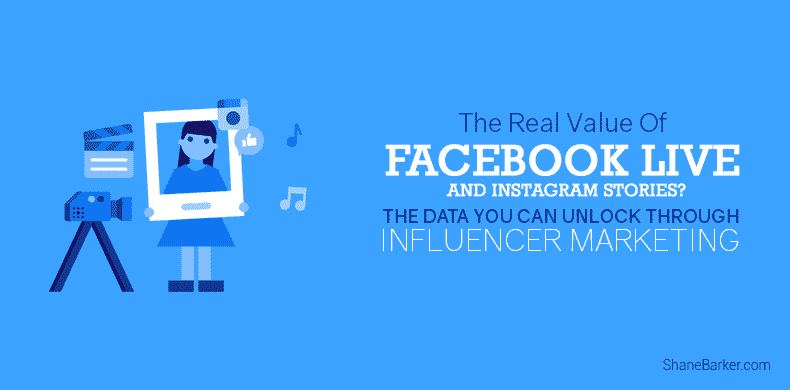 The Real Value Of
FACEBOOK LIVE
AND INSTAGRAM STORIES?
THE DATA YOU CAN UNLOCK THROUGH
INFLUENCER MARKETING
ShaneBarker.com